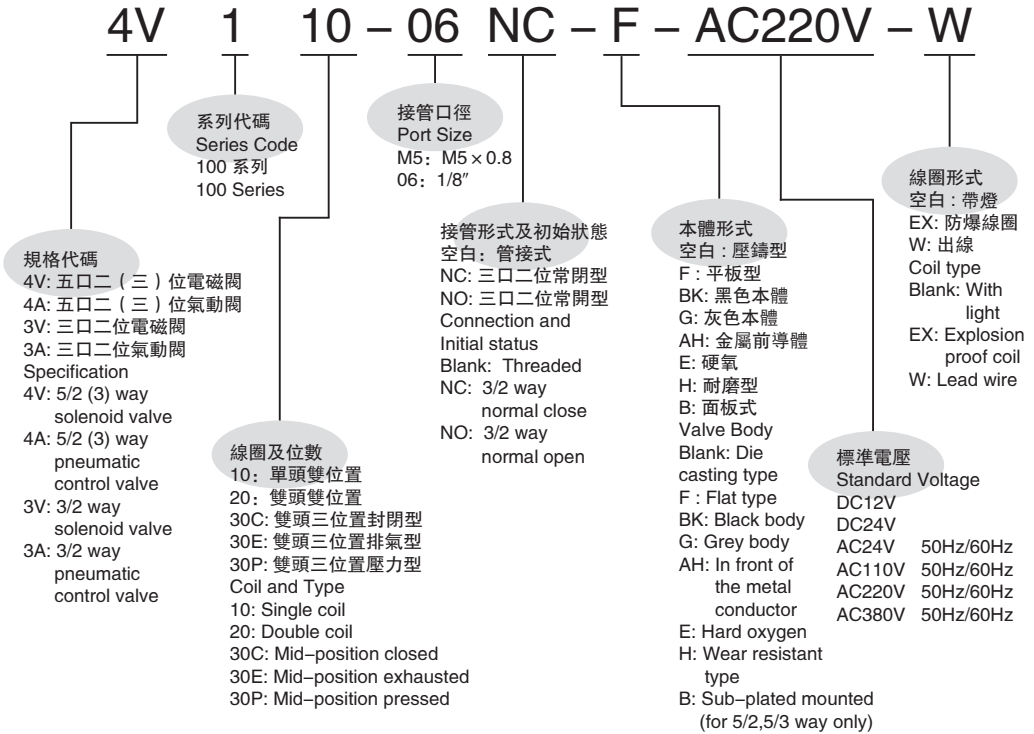 4V 1 10 – 06 NC – F – AC220V – W
規格代碼
4V: 五口二（三）位電磁閥
4A: 五口二（三）位氣動閥
3V: 三口二位電磁閥
3A: 三口二位氣動閥
Specification
4V: 5/2 (3) way
solenoid valve
4A: 5/2 (3) way
pneumatic
control valve
3V: 3/2 way
solenoid valve
3A: 3/2 way
pneumatic
control valve
系列代碼
Series Code
100 系列
100 Series
線圈及位數
10：單頭雙位置
20：雙頭雙位置
30C: 雙頭三位置封閉型
30E: 雙頭三位置排氣型
30P: 雙頭三位置壓力型
Coil and Type
10: Single coil
20: Double coil
30C: Mid–position closed
30E: Mid–position exhausted
30P: Mid–position pressed
接管口徑
Port Size
M5：M5×0.8
06：1/8″
接管形式及初始狀態
空白：管接式
NC: 三口二位常閉型
NO: 三口二位常開型
Connection and
Initial status
Blank: Threaded
NC: 3/2 way
normal close
NO: 3/2 way
normal open
本體形式
空白 : 壓鑄型
F : 平板型
BK: 黑色本體
G: 灰色本體
AH: 金屬前導體
E: 硬氧
H: 耐磨型
B: 面板式
Valve Body
Blank: Die
casting type
F : Flat type
BK: Black body
G: Grey body
AH: In front of
the metal
conductor
E: Hard oxygen
H: Wear resistant
type
B: Sub–plated mounted
(for 5/2,5/3 way only)
標準電壓
Standard Voltage
DC12V
DC24V
AC24V 50Hz/60Hz
AC110V 50Hz/60Hz
AC220V 50Hz/60Hz
AC380V 50Hz/60Hz
線圈形式
空白 : 帶燈
EX: 防爆線圈
W: 出線
Coil type
Blank: With
light
EX: Explosion
proof coil
W: Lead wire